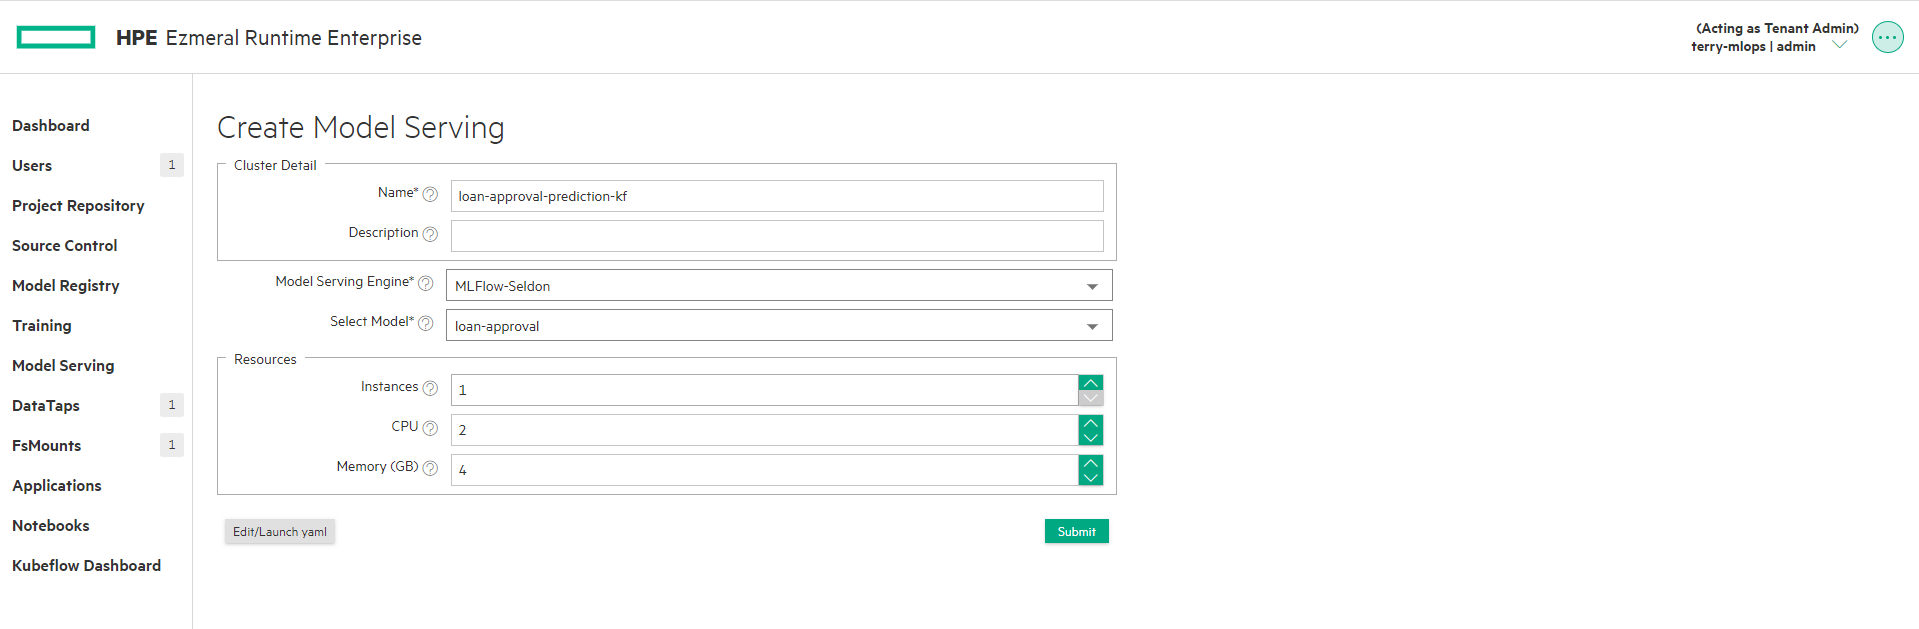 HPE Ezmeral Runtime Enterprise
(Acting as Tenant Admin)
terry-mlops | admin
Dashboard
Users 1
Project Repository
Source Control
Model Registry
Training
Model Serving
DataTaps 1
FsMounts 1
Applications
Notebooks
Kubeflow Dashboard
Create Model Serving
Cluster Detail
Name* ? loan-approval-prediction-kf
Description ?
Model Serving Engine* ? MLFlow-Seldon
Select Model* ? loan-approval
Resources
Instances ? 1
CPU ? 2
Memory (GB) ? 4
Edit/Launch yaml
Submit